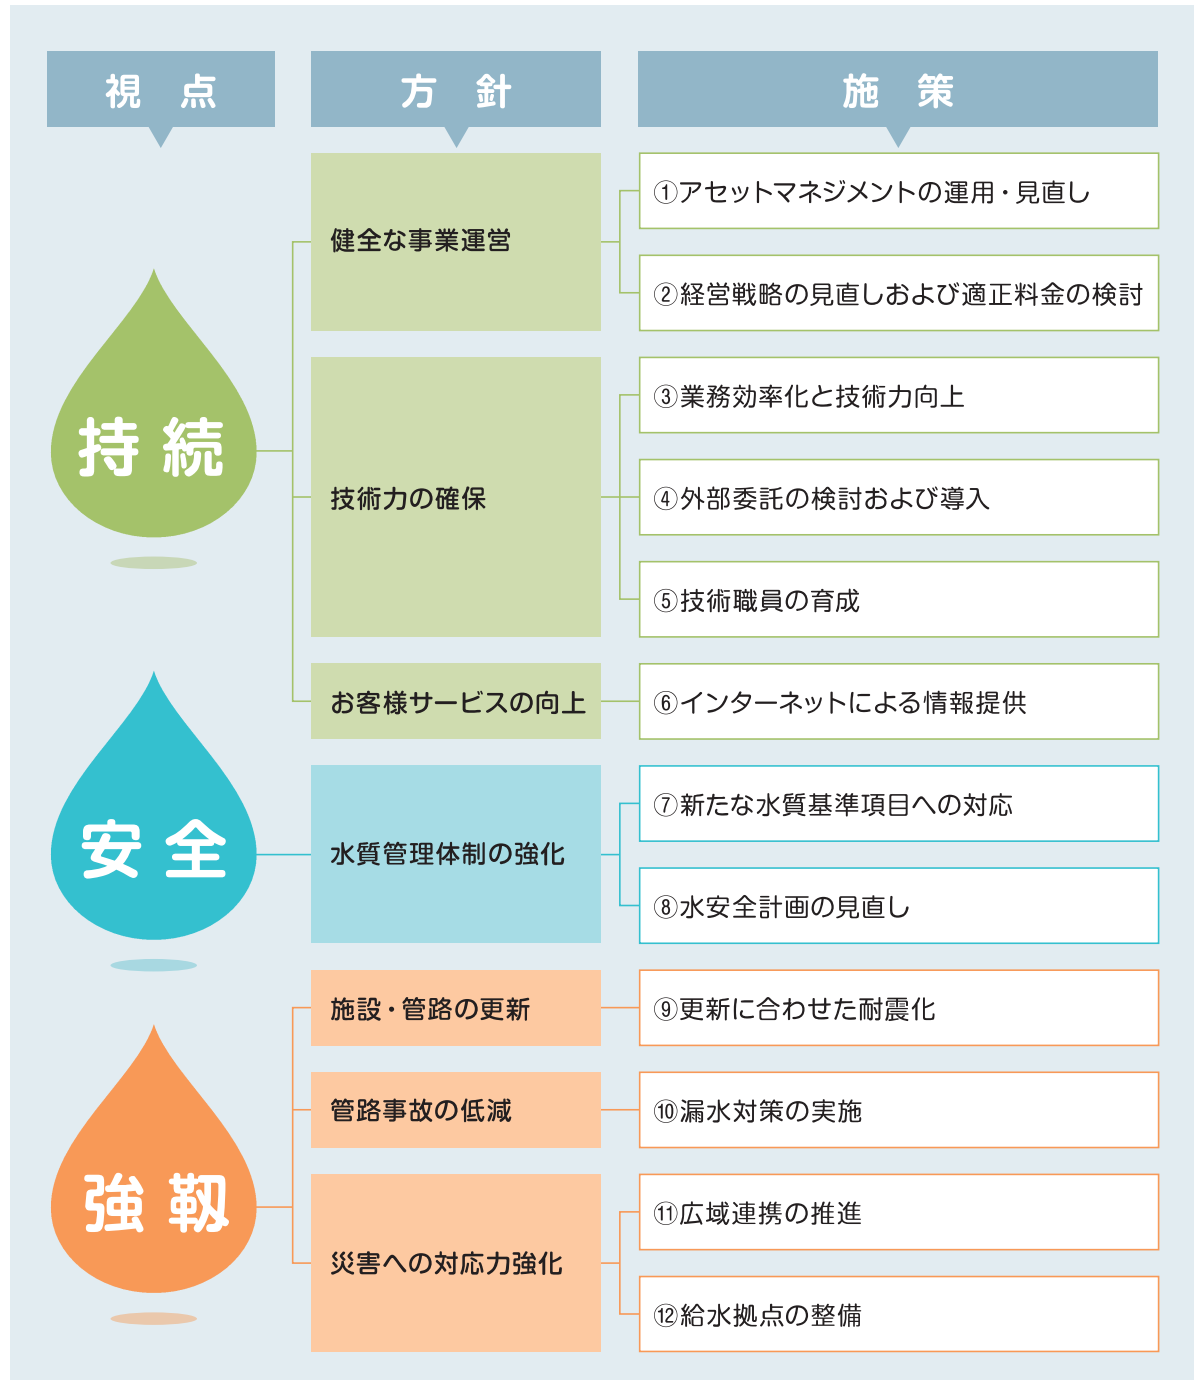 視点
方針
施策
持続
健全な事業運営
①アセットマネジメントの運用・見直し
②経営戦略の見直しおよび適正料金の検討
技術力の確保
③業務効率化と技術力向上
④外部委託の検討および導入
⑤技術職員の育成
お客様サービスの向上
⑥インターネットによる情報提供
安全
水質管理体制の強化
⑦新たな水質基準項目への対応
⑧水安全計画の見直し
強靱
施設・管路の更新
⑨更新に合わせた耐震化
管路事故の低減
⑩漏水対策の実施
災害への対応力強化
⑪広域連携の推進
⑫給水拠点の整備